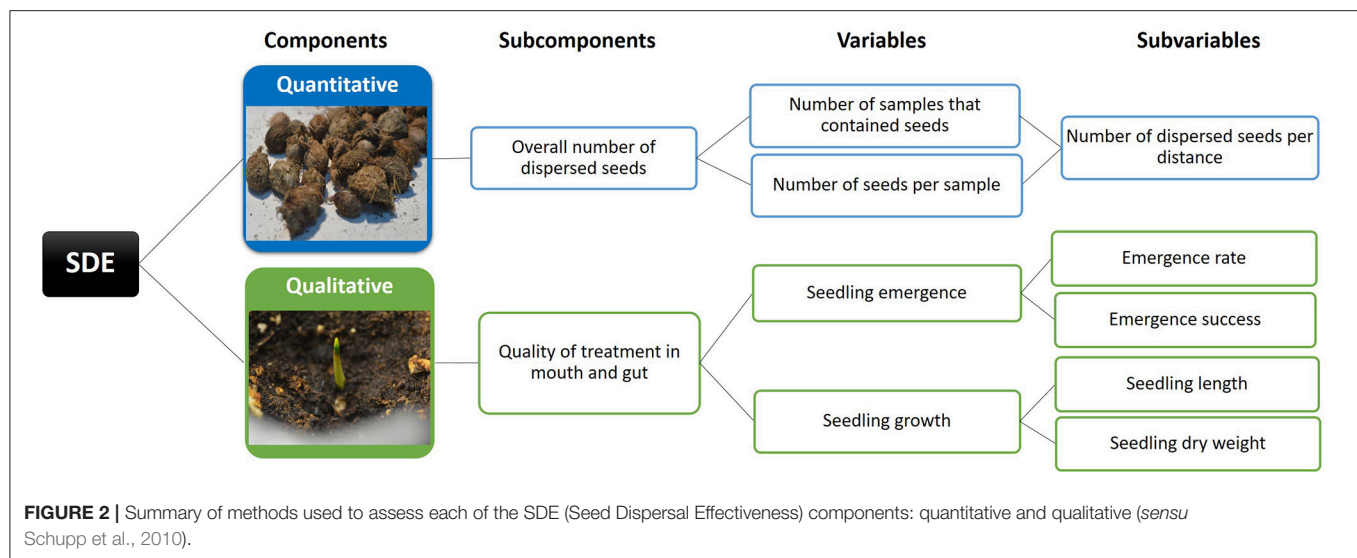 Components
Subcomponents
Variables
Subvariables
SDE
Quantitative
Overall number of
dispersed seeds
Number of samples that
contained seeds
Number of seeds per sample
Number of dispersed seeds per
distance
Qualitative
Quality of treatment in
mouth and gut
Seedling emergence
Emergence rate
Emergence success
Seedling growth
Seedling length
Seedling dry weight
FIGURE 2 | Summary of methods used to assess each of the SDE (Seed Dispersal Effectiveness) components: quantitative and qualitative (sensu
Schupp et al., 2010).